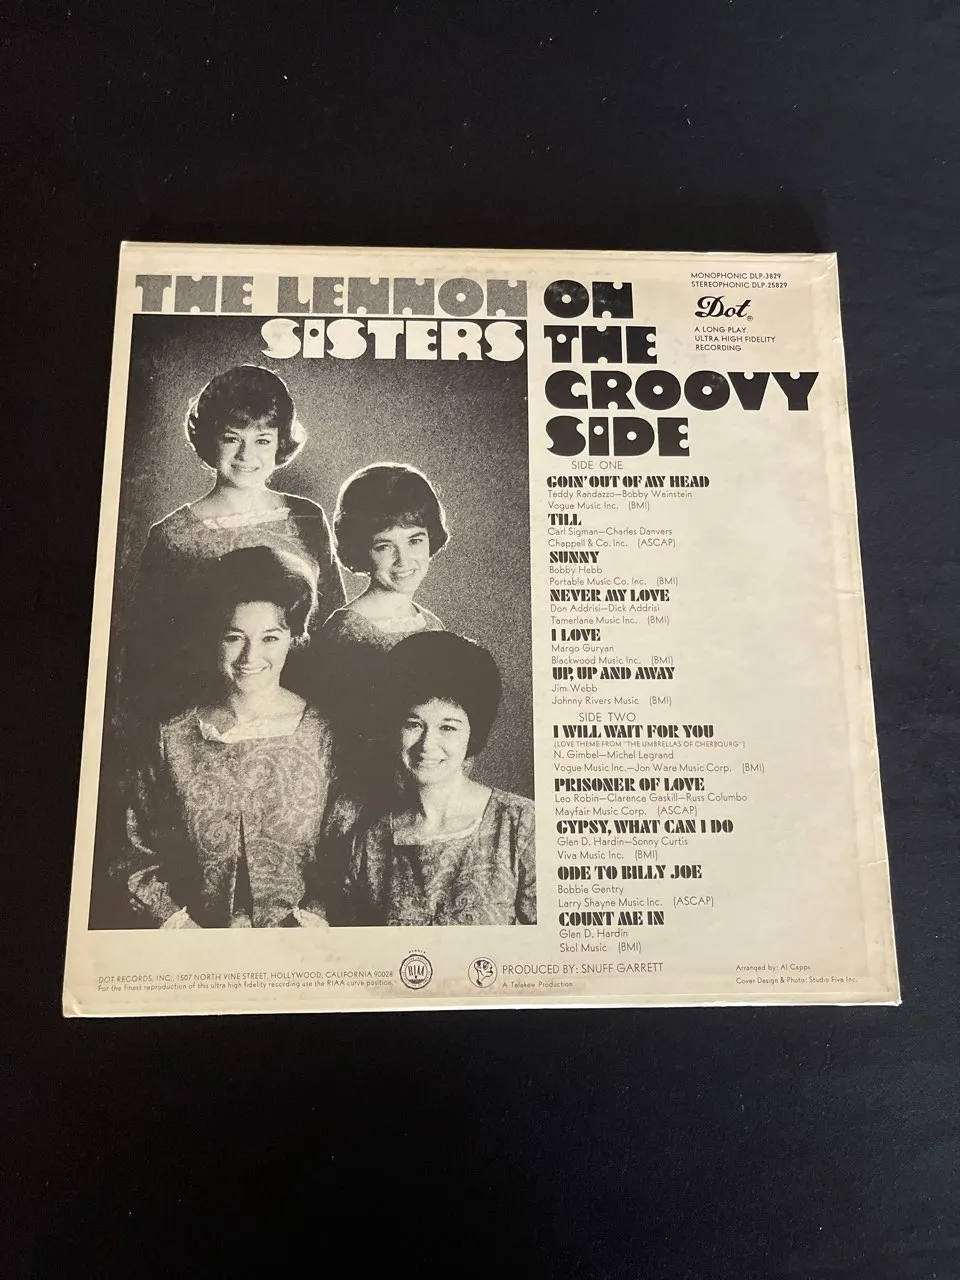 THE LENNON
SISTERS
ON
THE
GROOVY
SIDE
MONOPHONIC DLP-3829
STEREOPHONIC DLP-25829
Dot®
A LONG PLAY
ULTRA HIGH FIDELITY
RECORDING
SIDE ONE
GOIN' OUT OF MY HEAD
Teddy Randazzo—Bobby Weinstein
Vogue Music Inc. (BMI)
TILL
Carl Sigman—Charles Danvers
Chappell & Co. Inc. (ASCAP)
SUNNY
Bobby Hebb
Portable Music Co. Inc. (BMI)
NEVER MY LOVE
Don Addrisi—Dick Addrisi
Tamerlane Music Inc. (BMI)
I LOVE
Margo Guryan
Blackwood Music Inc. (BMI)
UP, UP AND AWAY
Jim Webb
Johnny Rivers Music (BMI)
SIDE TWO
I WILL WAIT FOR YOU
(LOVE THEME FROM "THE UMBRELLAS OF CHERBOURG")
N. Gimbel—Michel Legrand
Vogue Music Inc.—Jon Ware Music Corp. (BMI)
PRISONER OF LOVE
Leo Robin—Clarence Gaskill—Russ Columbo
Mayfair Music Corp. (ASCAP)
GYPSY, WHAT CAN I DO
Glen D. Hardin—Sonny Curtis
Viva Music Inc. (BMI)
ODE TO BILLY JOE
Bobbie Gentry
Larry Shayne Music Inc. (ASCAP)
COUNT ME IN
Glen D. Hardin
Skol Music (BMI)
DOT RECORDS, INC., 1507 NORTH VINE STREET, HOLLYWOOD, CALIFORNIA 90028
For the finest reproduction of this ultra high fidelity recording use the RIAA curve position.
PRODUCED BY: SNUFF GARRETT
A Telekew Production
Arranged by: Al Capps
Cover Design & Photo: Studio Five Inc.